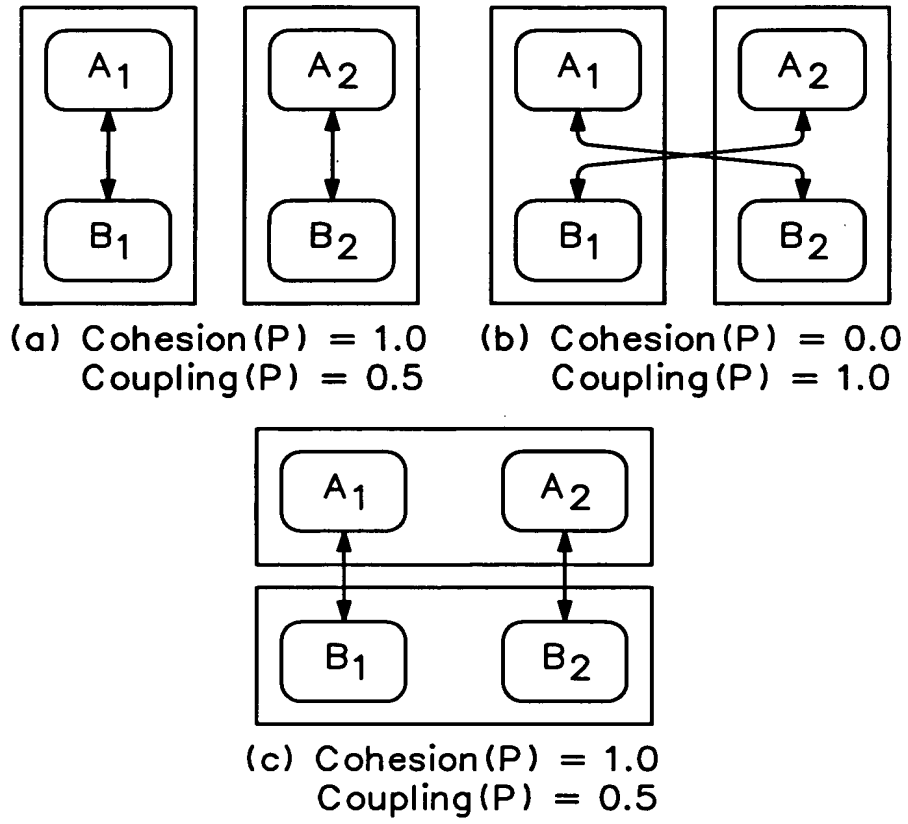 A1 A2 A1 A2
B1 B2 B1 B2
(a) Cohesion(P) = 1.0
Coupling(P) = 0.5
(b) Cohesion(P) = 0.0
Coupling(P) = 1.0
A1 A2
B1 B2
(c) Cohesion(P) = 1.0
Coupling(P) = 0.5